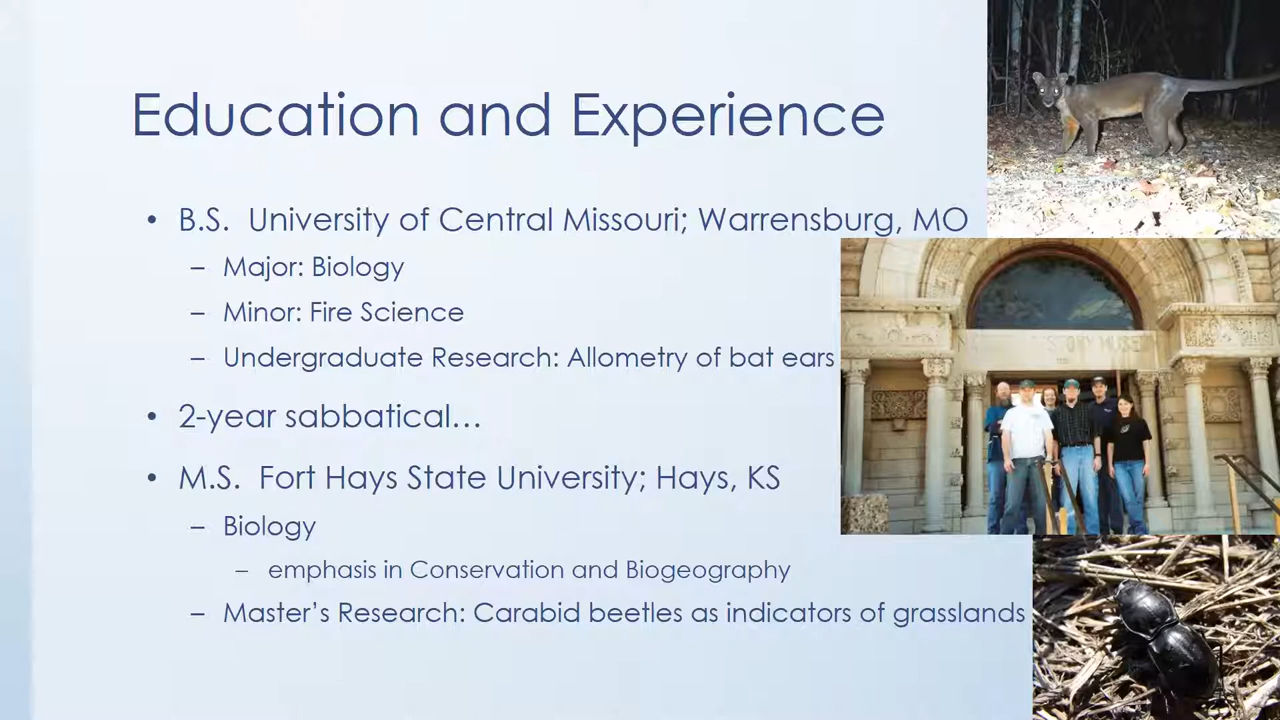 Education and Experience
• B.S. University of Central Missouri; Warrensburg, MO
– Major: Biology
– Minor: Fire Science
– Undergraduate Research: Allometry of bat ears
• 2-year sabbatical…
• M.S. Fort Hays State University; Hays, KS
– Biology
– emphasis in Conservation and Biogeography
– Master’s Research: Carabid beetles as indicators of grasslands